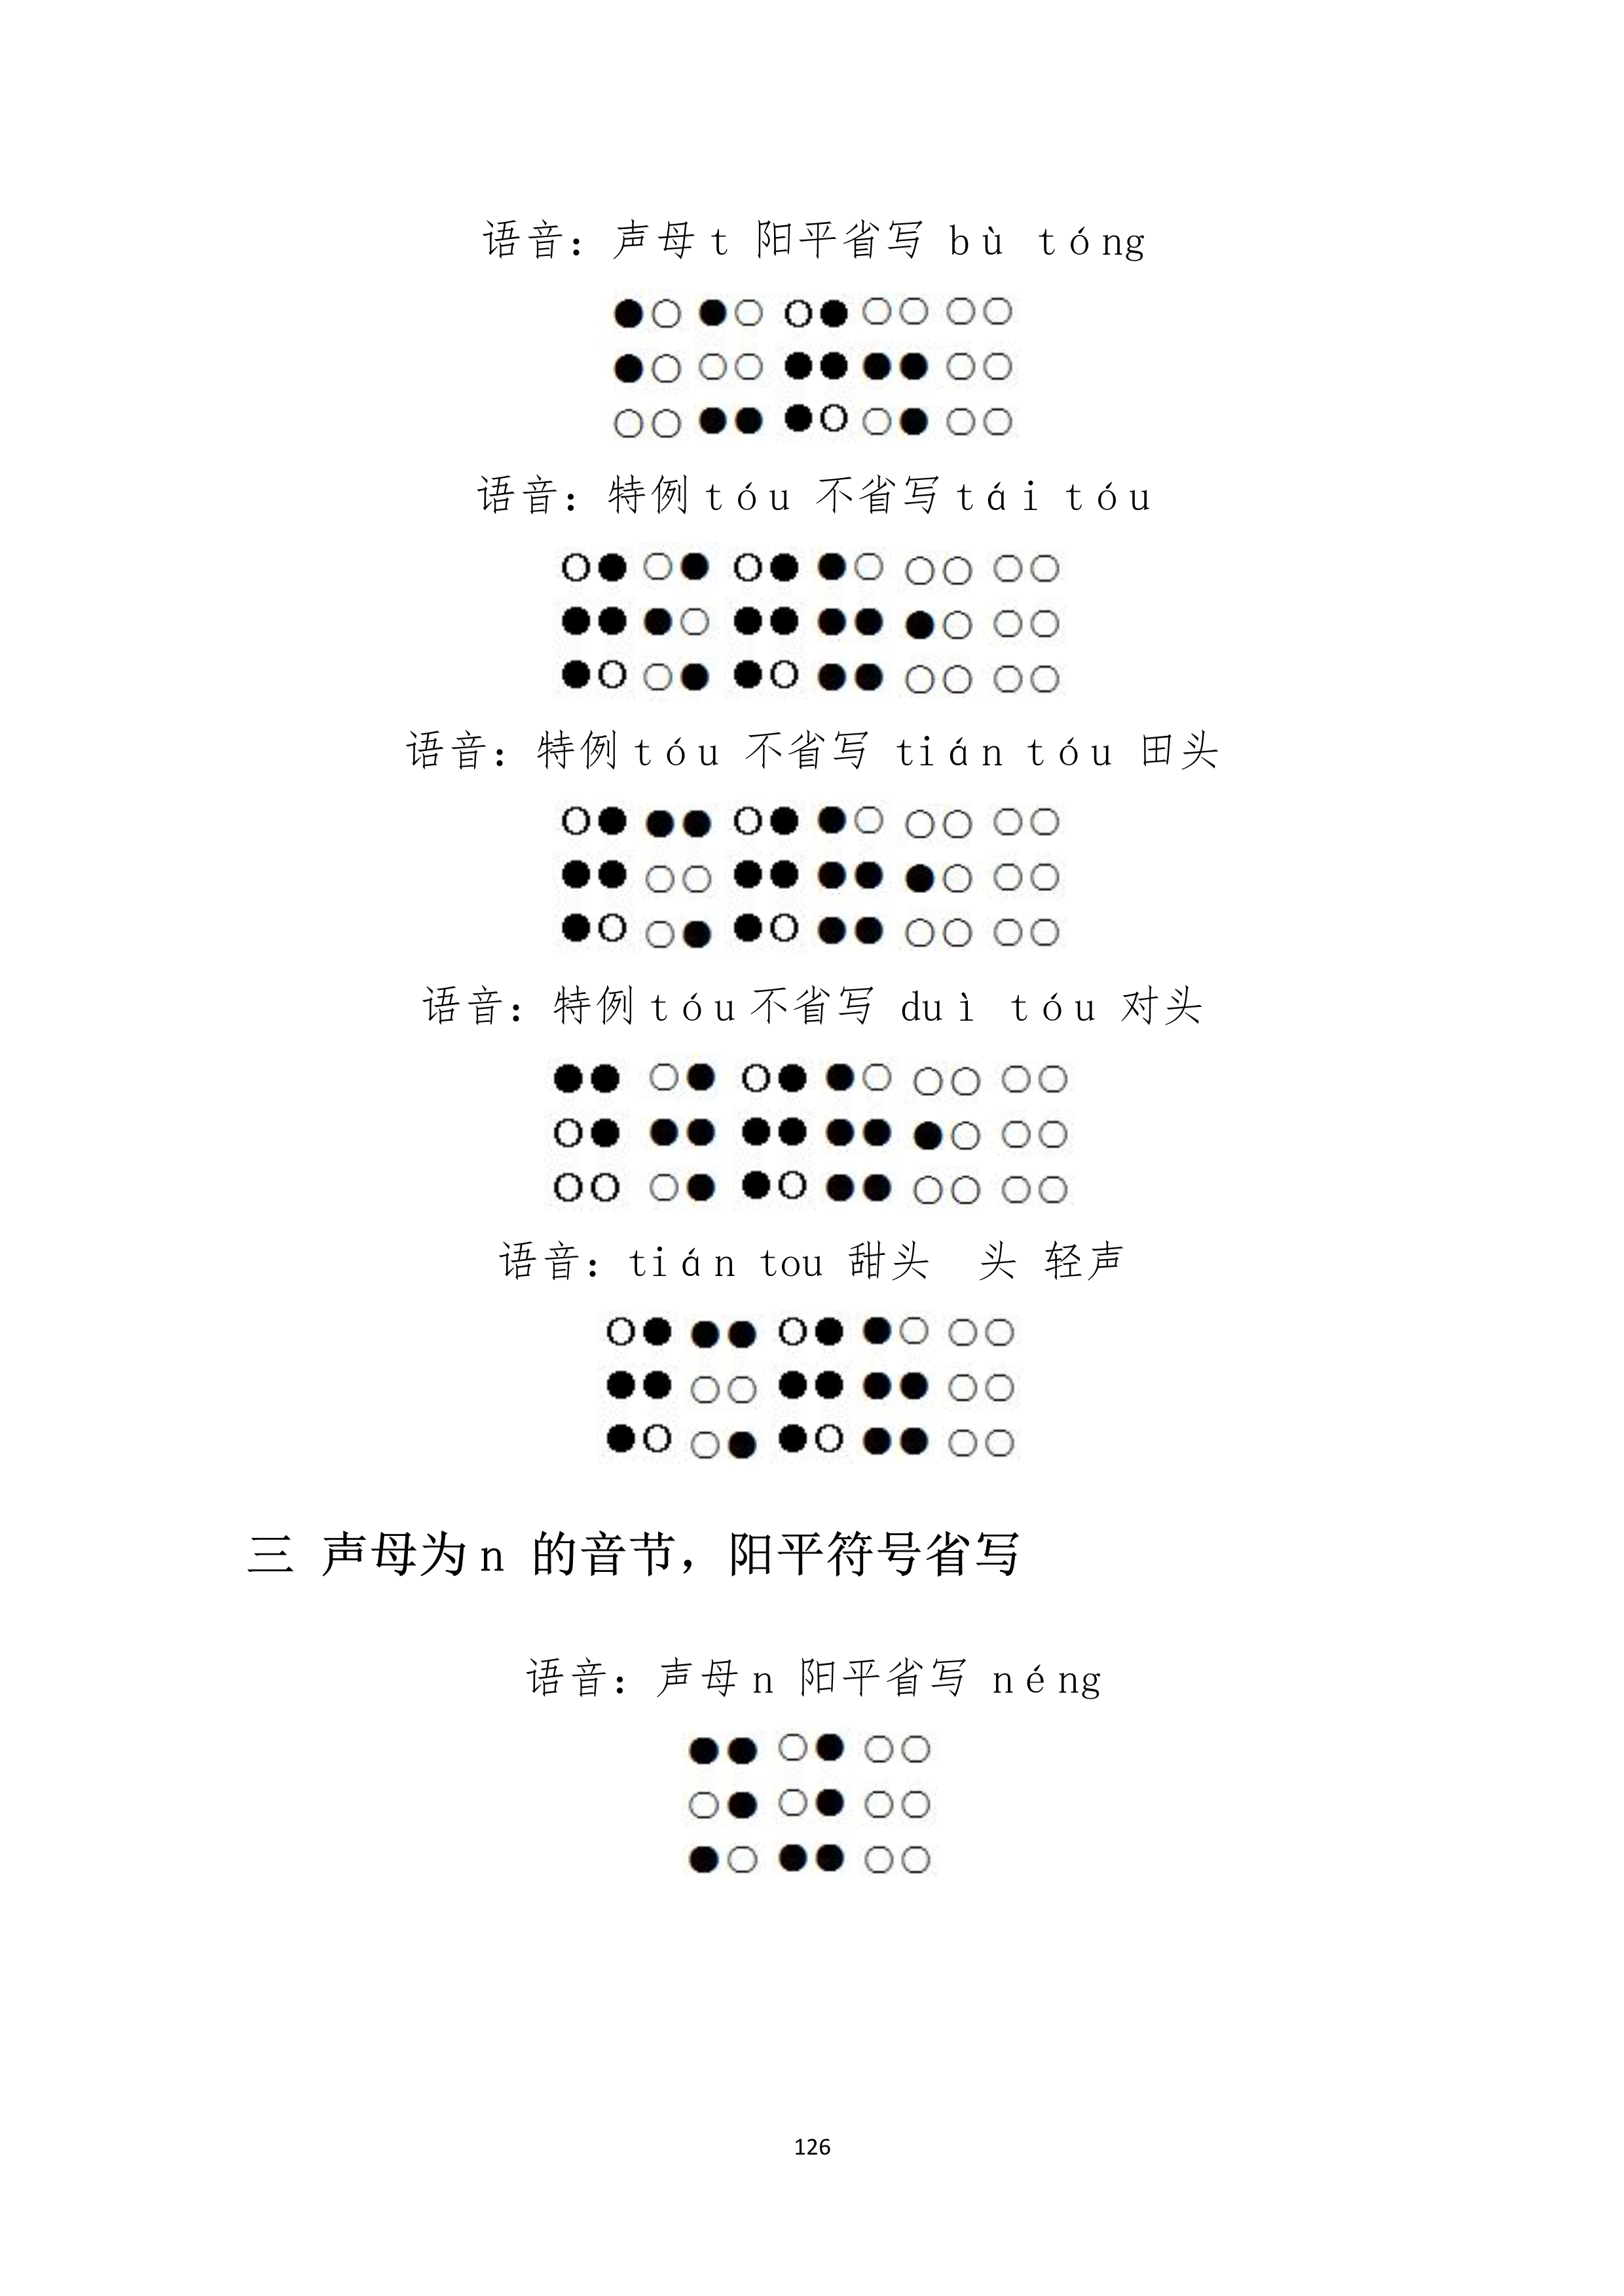 语音：声母 t 阳平省写 bù tóng
语音：特例 tóu 不省写 tái tóu
语音：特例 tóu 不省写 tián tóu 田头
语音：特例 tóu 不省写 duì tóu 对头
语音：tián tou 甜头 头 轻声
三 声母为 n 的音节，阳平符号省写
语音：声母 n 阳平省写 néng
126